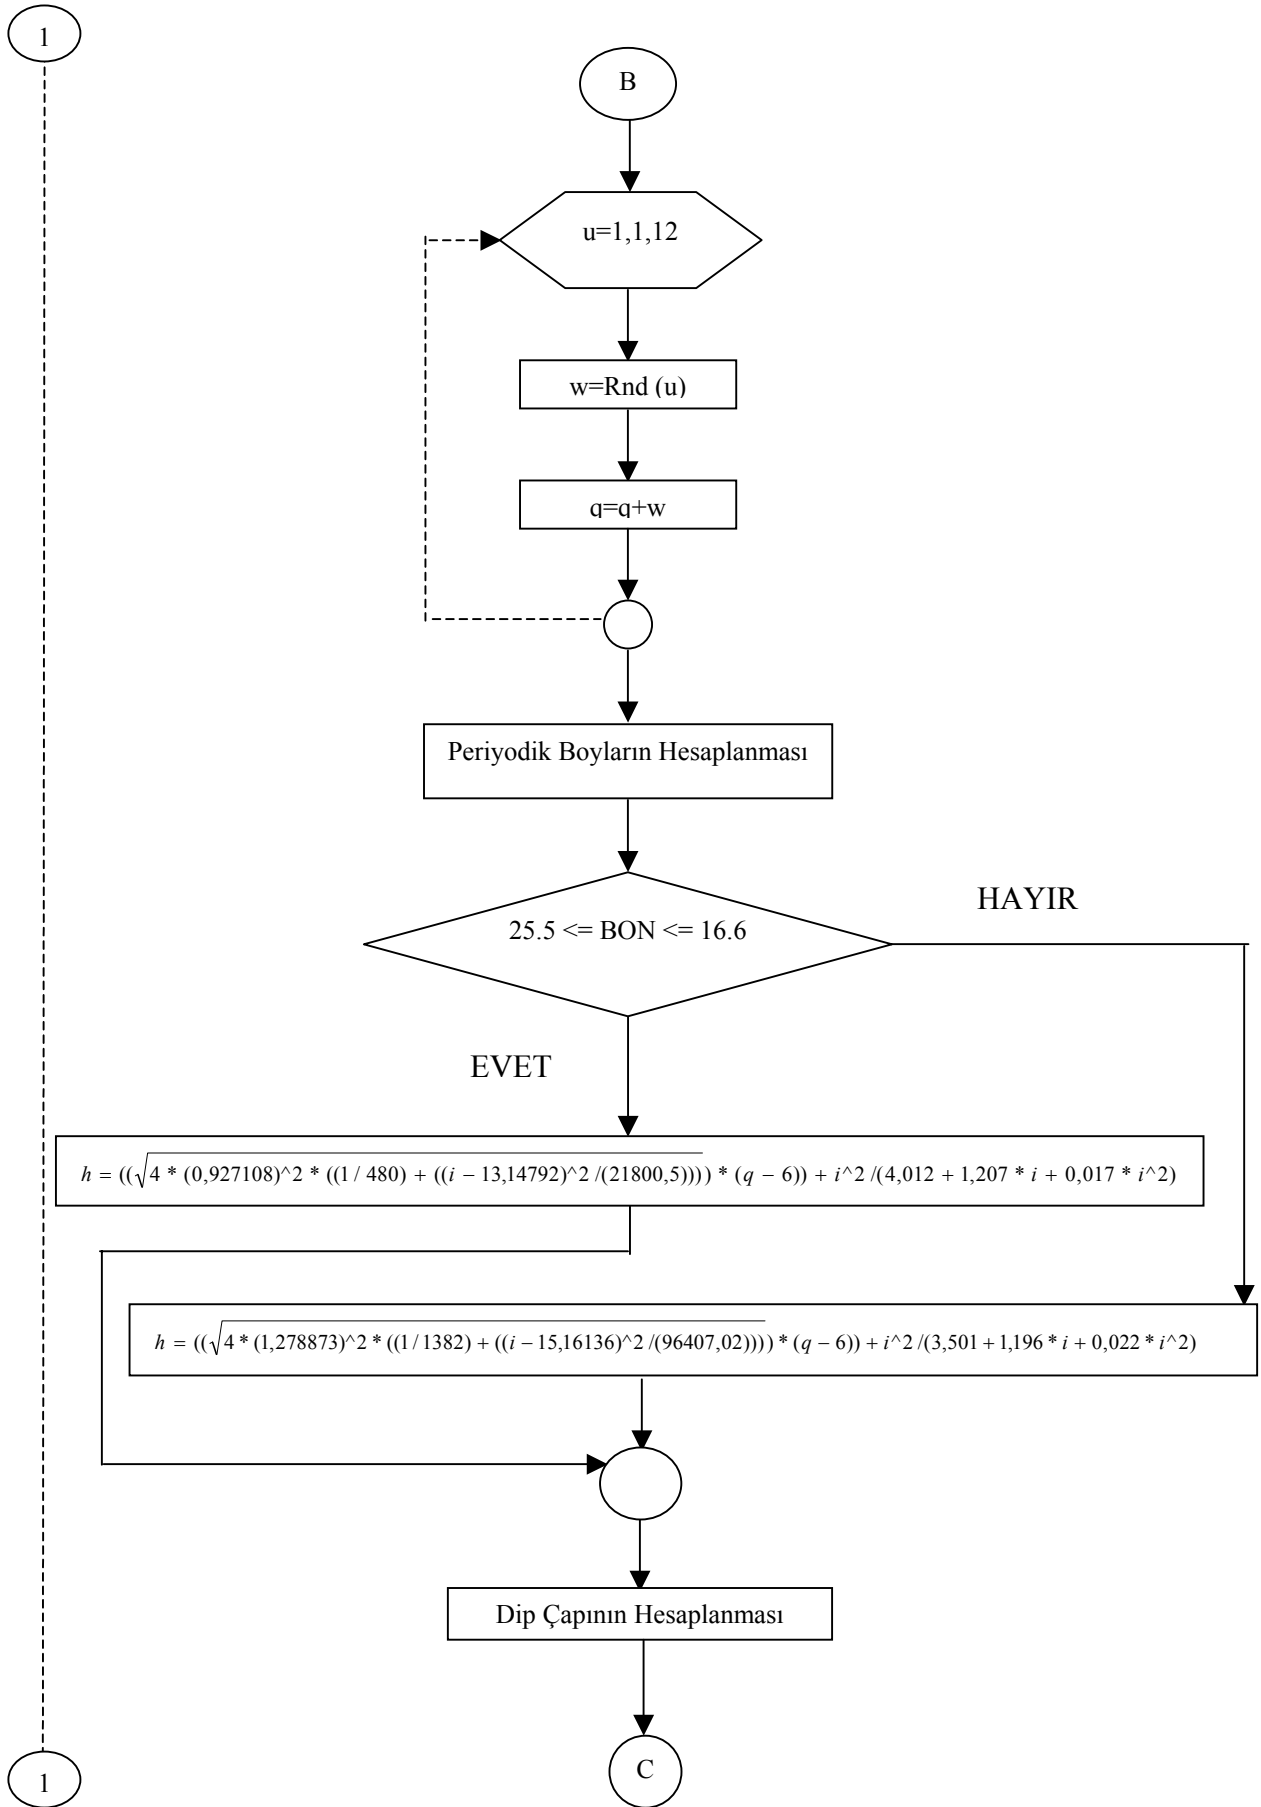 1
B
u=1,1,12
w=Rnd (u)
q=q+w
Periyodik Boyların Hesaplanması
HAYIR
25.5 <= BON <= 16.6
EVET
h = ((√4 * (0,927108)^2 * ((1 / 480) + ((i − 13,14792)^2 /(21800,5)))) * (q − 6)) + i^2 /(4,012 + 1,207 * i + 0,017 * i^2)
h = ((√4 * (1,278873)^2 * ((1/1382) + ((i −15,16136)^2 /(96407,02)))) * (q − 6)) + i^2 /(3,501 + 1,196 * i + 0,022 * i^2)
Dip Çapının Hesaplanması
C
1